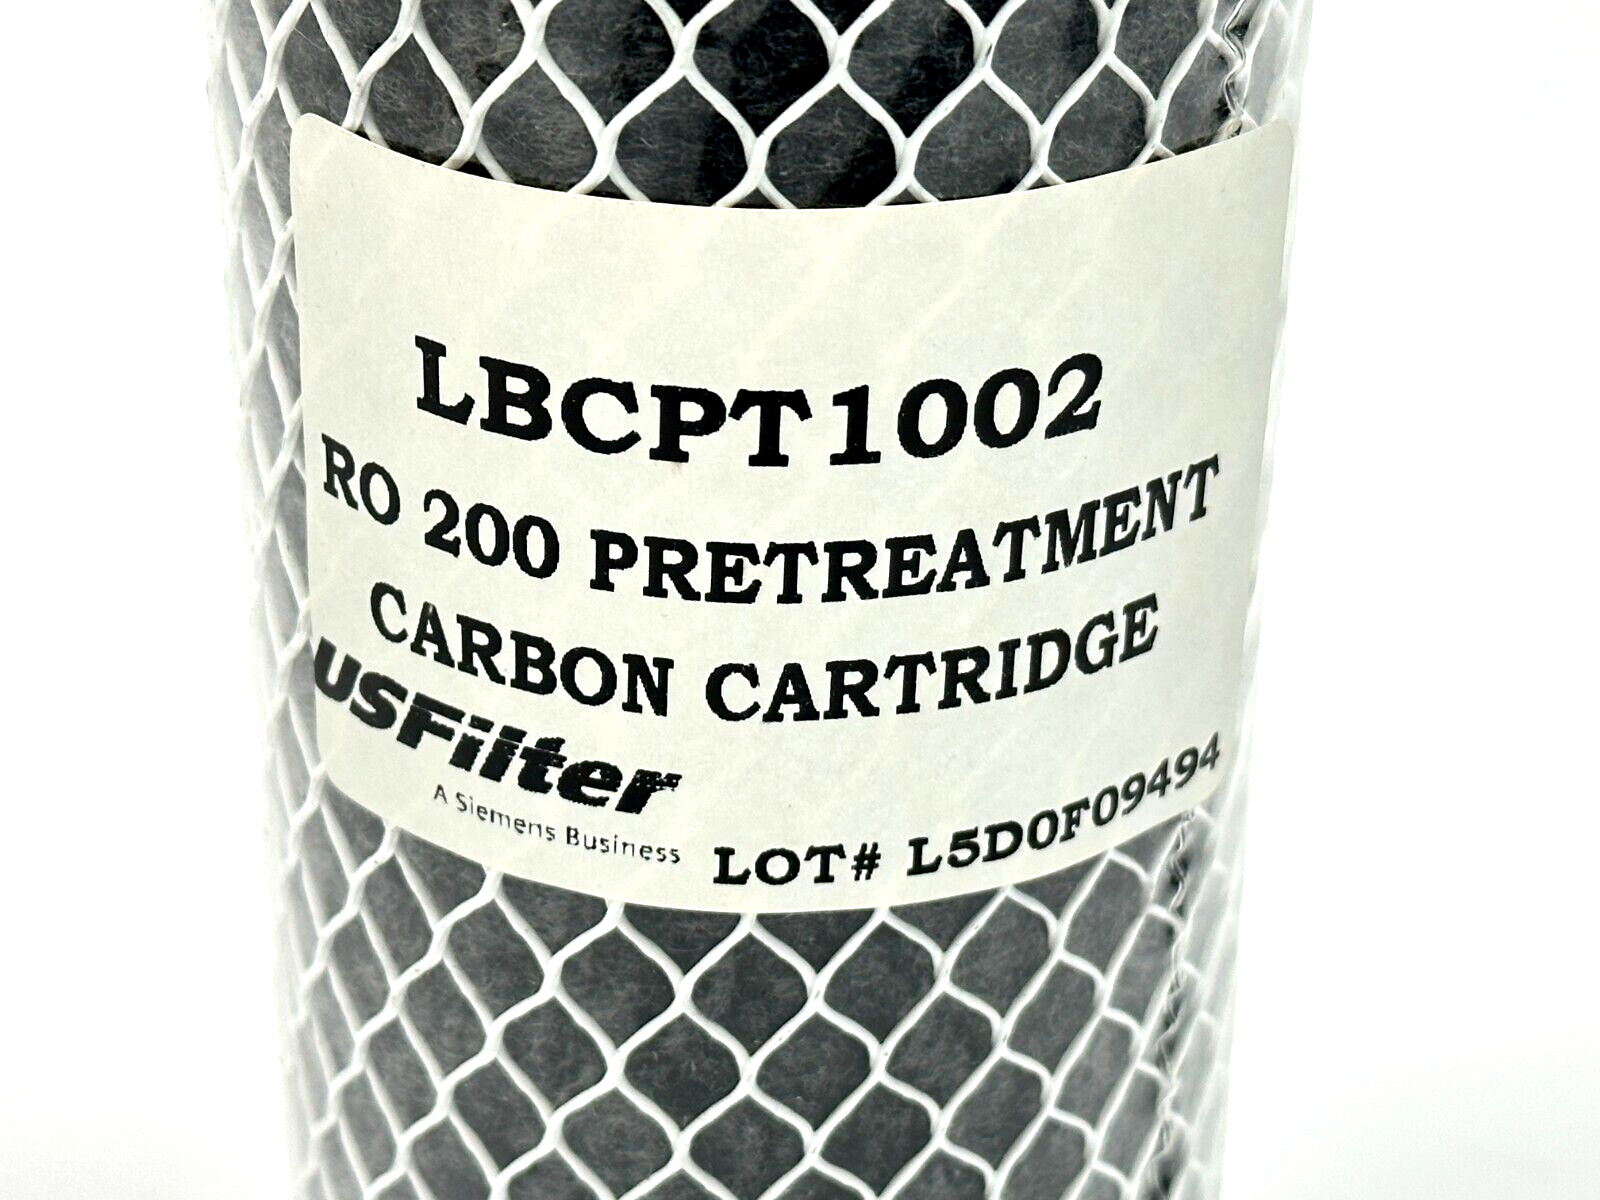 LBCPT1002
RO 200 PRETREATMENT
CARBON CARTRIDGE
USFilter
A Siemens Business
LOT# L5D0F09494